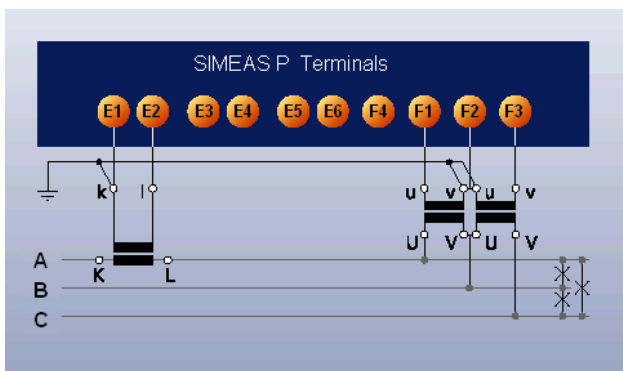 SIMEAS P Terminals
E1 E2 E3 E4 E5 E6 F4 F1 F2 F3
k l u v u v
U V U V
A
K L
B
C